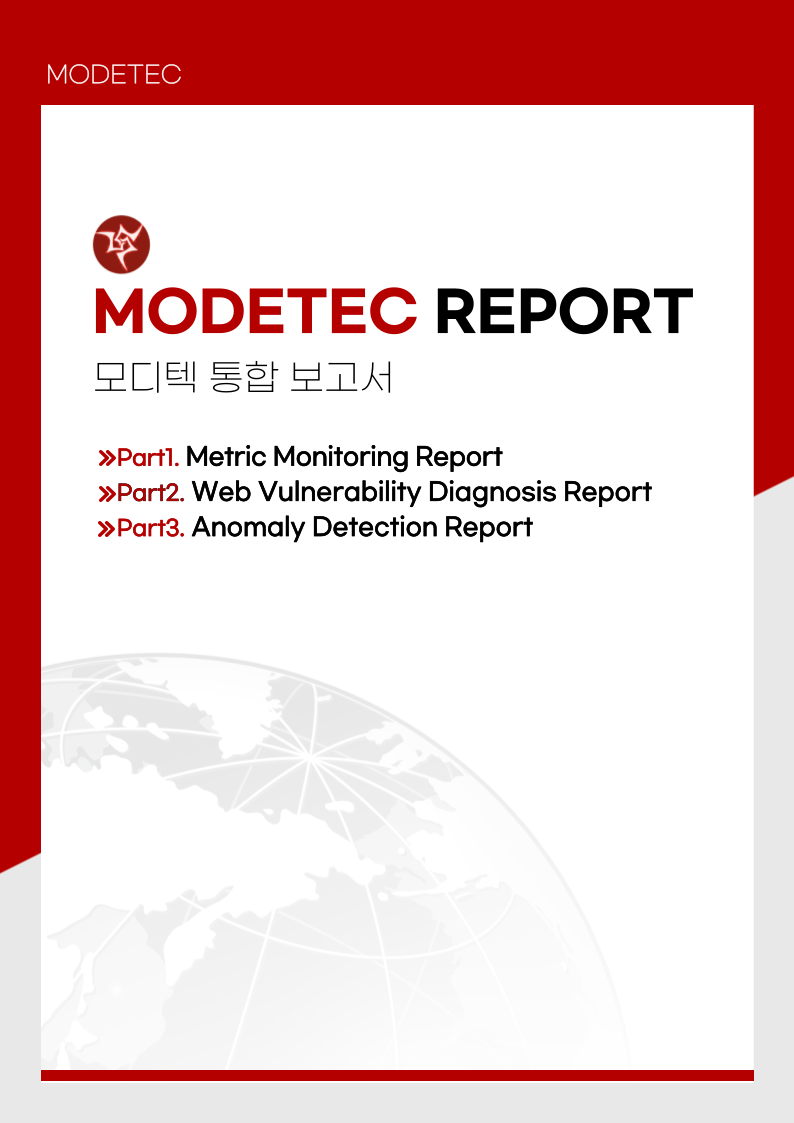 MODETEC
MODETEC REPORT
모디텍 통합 보고서
»Part1. Metric Monitoring Report
»Part2. Web Vulnerability Diagnosis Report
»Part3. Anomaly Detection Report